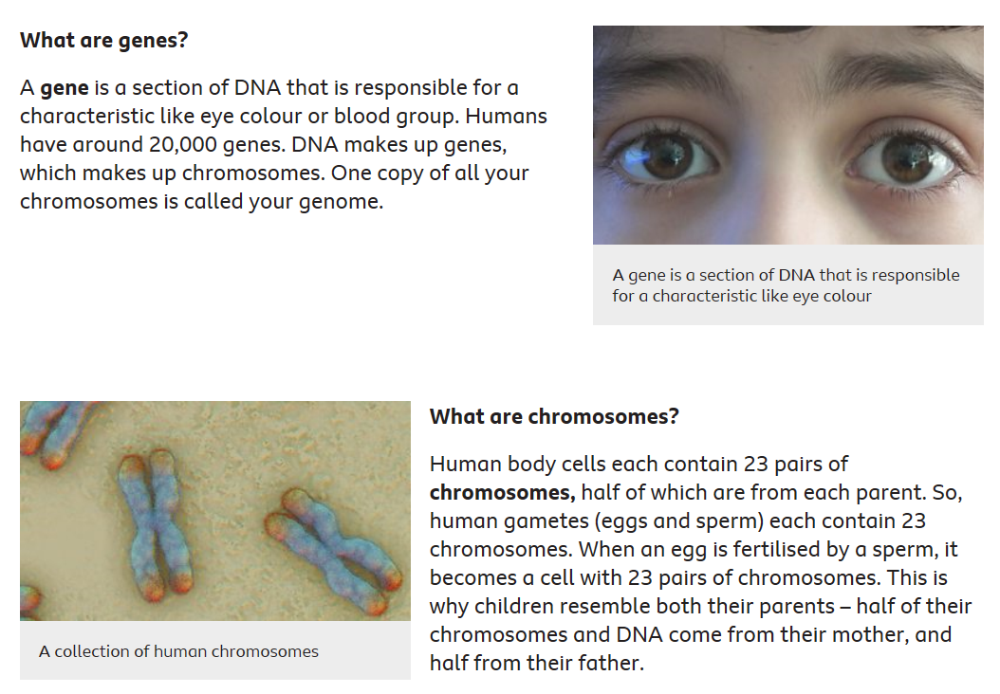 What are genes?
A gene is a section of DNA that is responsible for a
characteristic like eye colour or blood group. Humans
have around 20,000 genes. DNA makes up genes,
which makes up chromosomes. One copy of all your
chromosomes is called your genome.
A gene is a section of DNA that is responsible
for a characteristic like eye colour
What are chromosomes?
Human body cells each contain 23 pairs of
chromosomes, half of which are from each parent. So,
human gametes (eggs and sperm) each contain 23
chromosomes. When an egg is fertilised by a sperm, it
becomes a cell with 23 pairs of chromosomes. This is
why children resemble both their parents – half of their
chromosomes and DNA come from their mother, and
half from their father.
A collection of human chromosomes